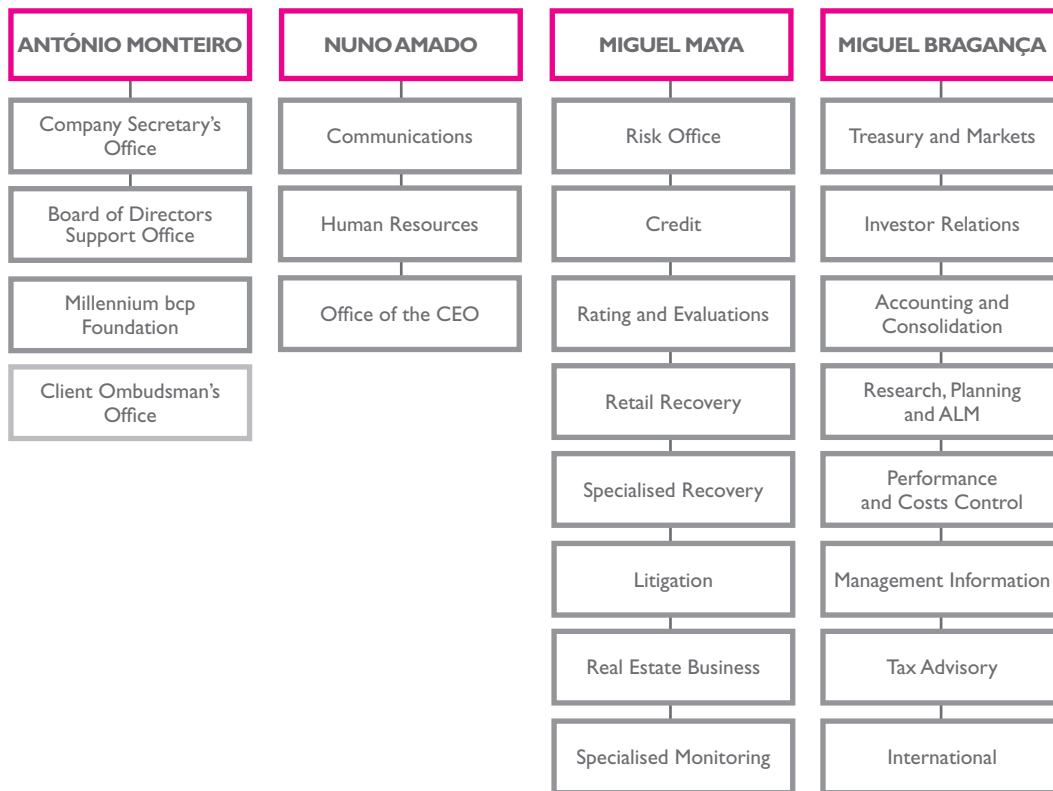 ANTÓNIO MONTEIRO
Company Secretary's
Office
Board of Directors
Support Office
Millennium bcp
Foundation
Client Ombudsman's
Office
NUNO AMADO
Communications
Human Resources
Office of the CEO
MIGUEL MAYA
Risk Office
Credit
Rating and Evaluations
Retail Recovery
Specialised Recovery
Litigation
Real Estate Business
Specialised Monitoring
MIGUEL BRAGANÇA
Treasury and Markets
Investor Relations
Accounting and
Consolidation
Research, Planning
and ALM
Performance
and Costs Control
Management Information
Tax Advisory
International